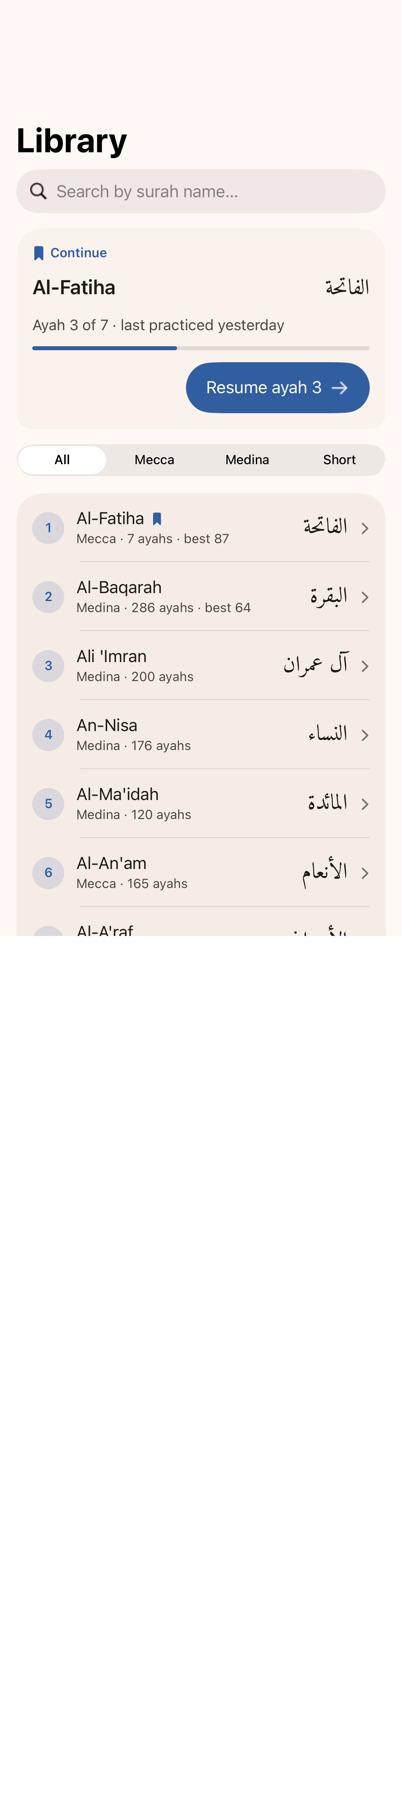 Library
Search by surah name...
Continue
Al-Fatiha الفاتحة
Ayah 3 of 7 · last practiced yesterday
Resume ayah 3 →
All Mecca Medina Short
1 Al-Fatiha الفاتحة
Mecca · 7 ayahs · best 87
2 Al-Baqarah البقرة
Medina · 286 ayahs · best 64
3 Ali 'Imran آل عمران
Medina · 200 ayahs
4 An-Nisa النساء
Medina · 176 ayahs
5 Al-Ma'idah المائدة
Medina · 120 ayahs
6 Al-An'am الأنعام
Mecca · 165 ayahs
Al-A'raf